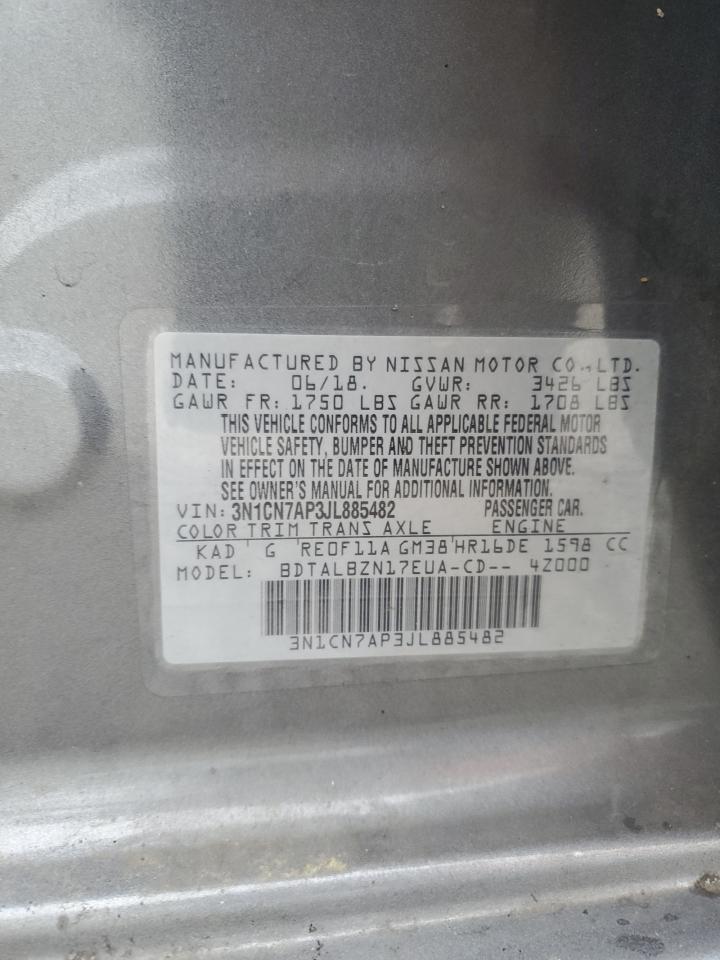 MANUFACTURED BY NISSAN MOTOR CO.,LTD.
DATE: 06/18. GVWR: 3426 LBS
GAWR FR: 1750 LBS GAWR RR: 1708 LBS
THIS VEHICLE CONFORMS TO ALL APPLICABLE FEDERAL MOTOR
VEHICLE SAFETY, BUMPER AND THEFT PREVENTION STANDARDS
IN EFFECT ON THE DATE OF MANUFACTURE SHOWN ABOVE.
SEE OWNER'S MANUAL FOR ADDITIONAL INFORMATION.
VIN: 3N1CN7AP3JL885482 PASSENGER CAR.
COLOR TRIM TRANS AXLE ENGINE
KAD G RE0F11A GM38 HR16DE 1598 CC
MODEL: BDTALBZN17EUA-CD-- 4Z000
3N1CN7AP3JL885482